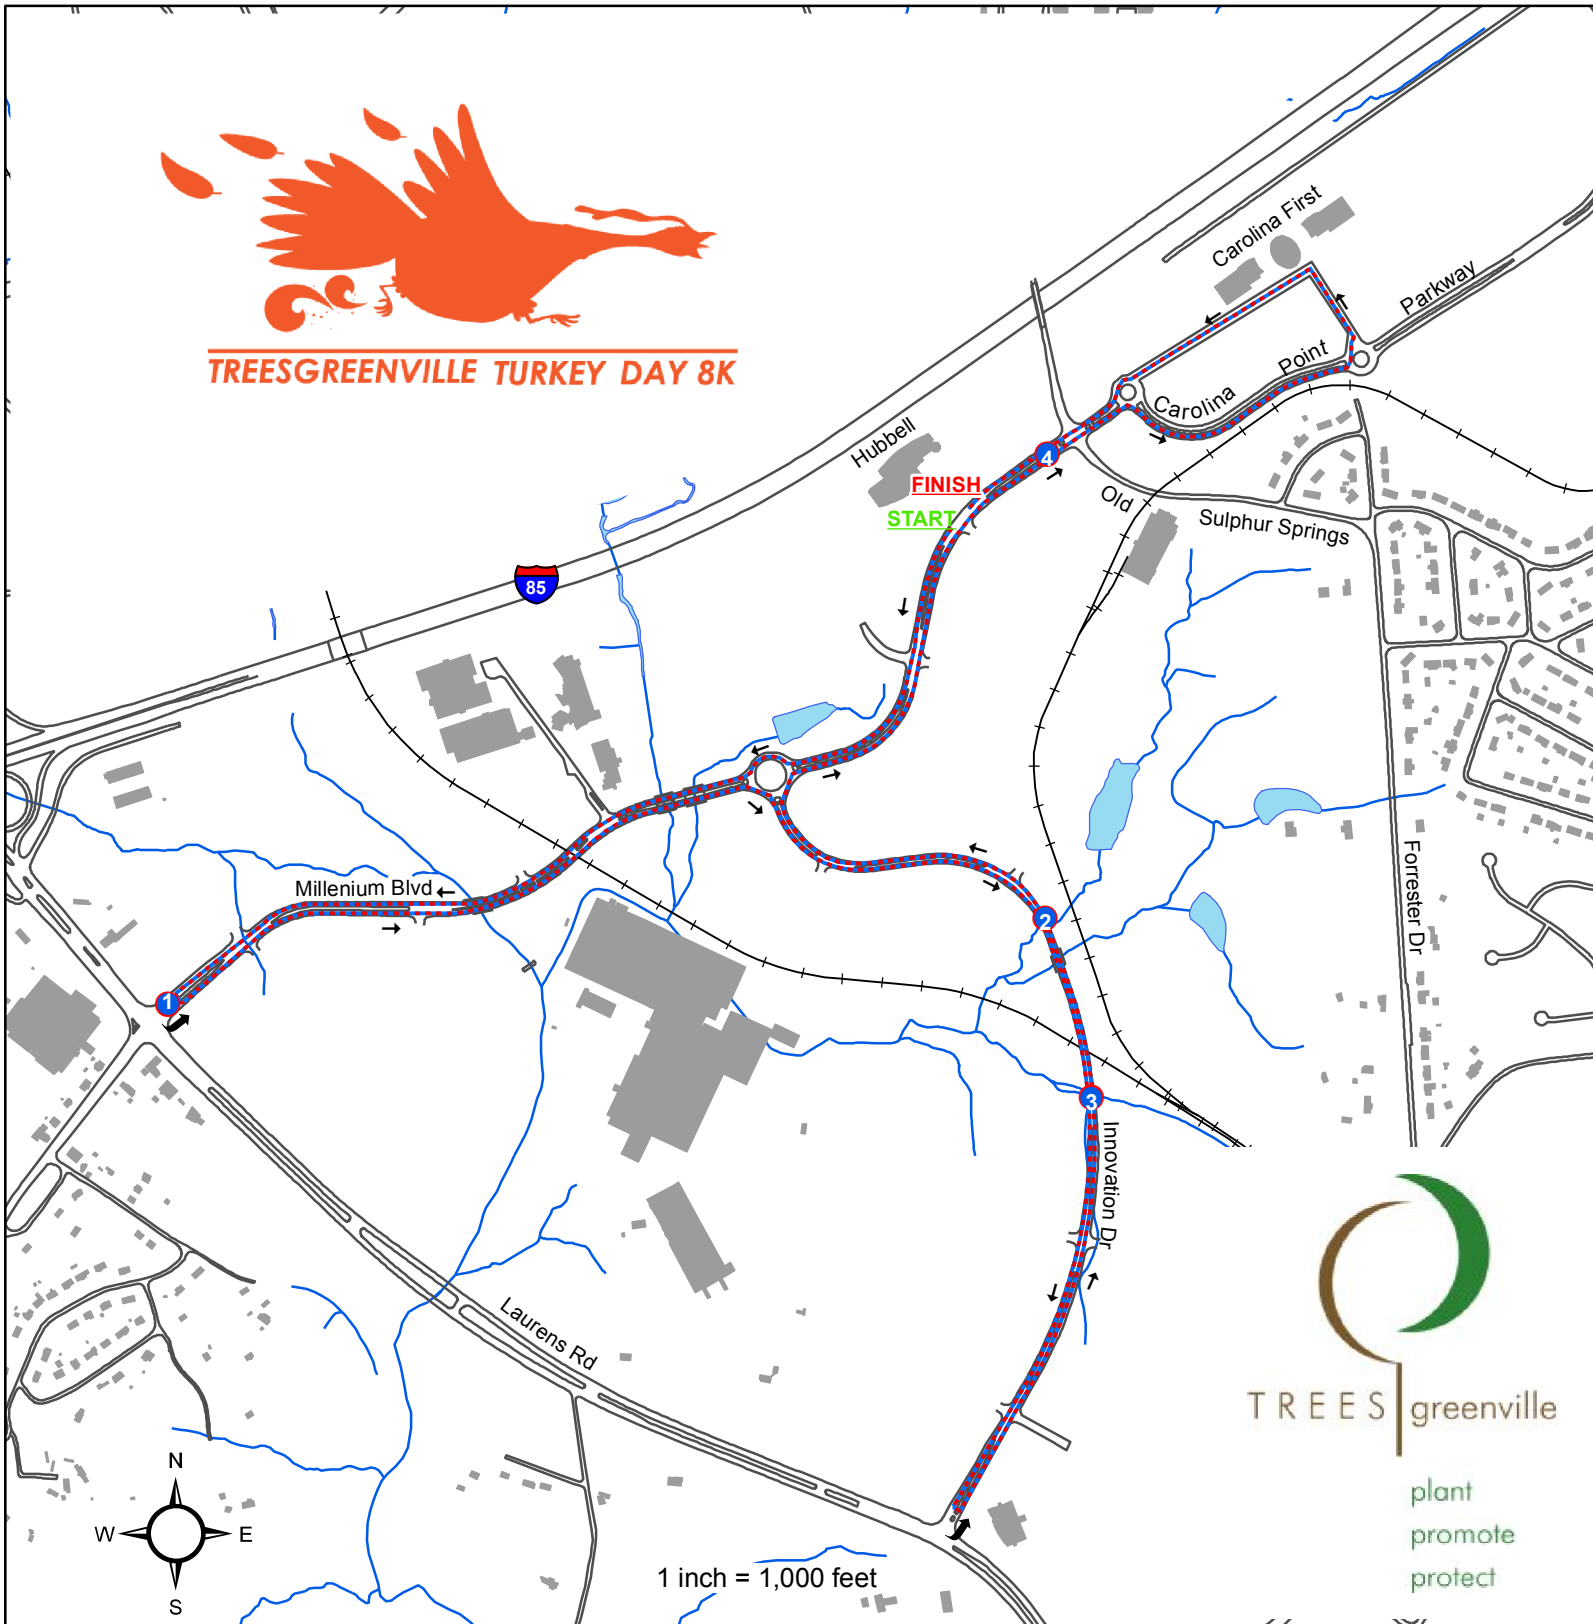 TREESGREENVILLE TURKEY DAY 8K
Carolina First
Parkway
Point
Carolina
Hubbell
4
FINISH
START
Old
Sulphur Springs
85
Millenium Blvd
2
1
3
Forrester Dr
Innovation Dr
Laurens Rd
TREES greenville
plant
promote
protect
N
W E
S
1 inch = 1,000 feet